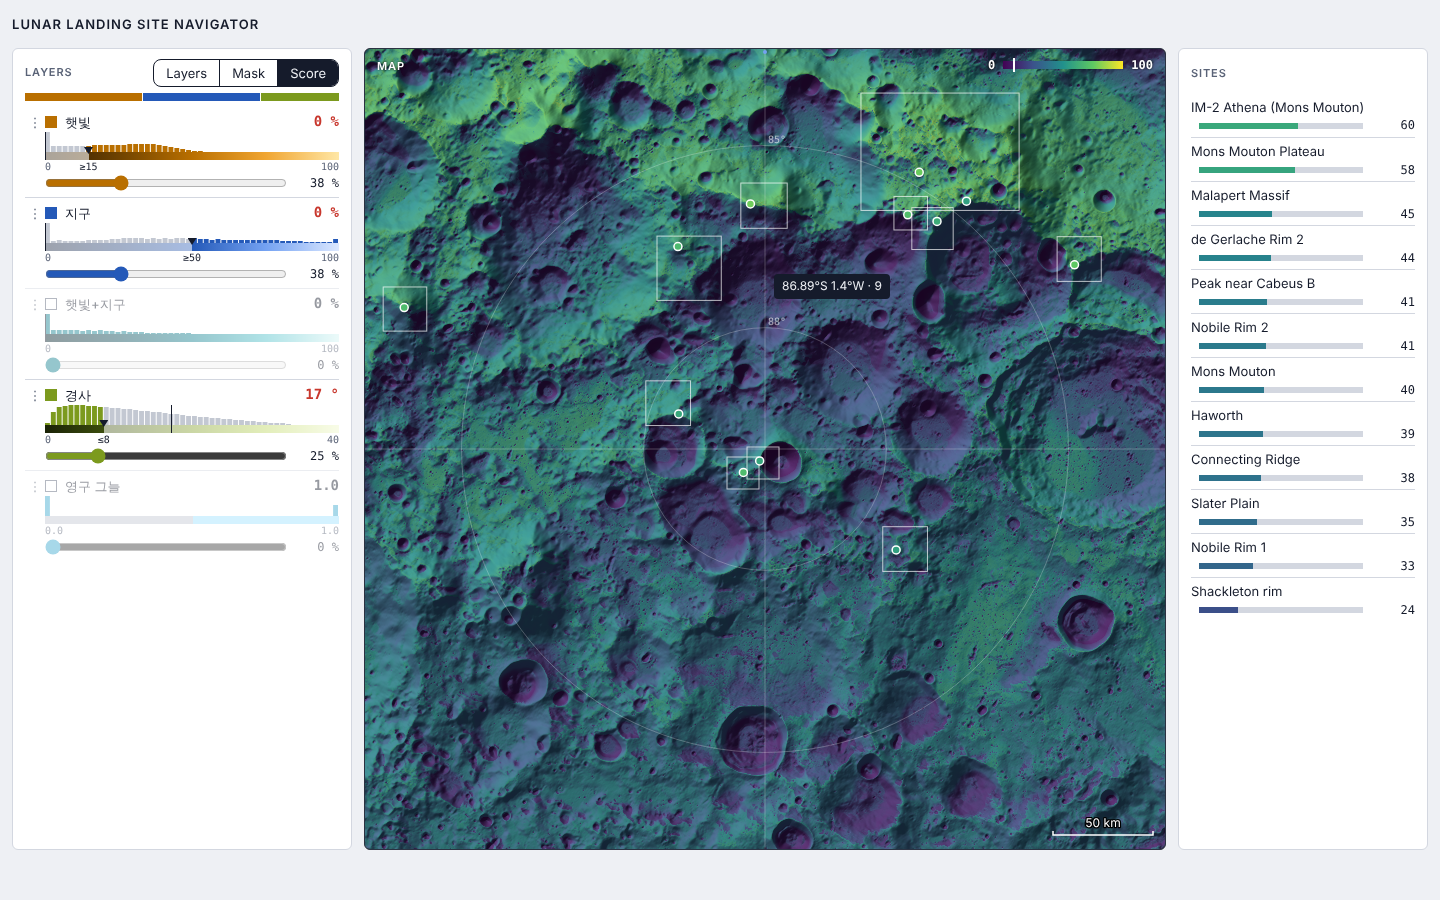 LUNAR LANDING SITE NAVIGATOR
LAYERS
Layers Mask Score
햇빛 0 %
0 ≥15 100
38 %
지구 0 %
0 ≥50 100
38 %
햇빛+지구 0 %
0 100
0 %
경사 17 °
0 ≤8 40
25 %
영구 그늘 1.0
0.0 1.0
0 %
MAP
0 100
85°
86.89°S 1.4°W · 9
88°
50 km
SITES
IM-2 Athena (Mons Mouton)
60
Mons Mouton Plateau
58
Malapert Massif
45
de Gerlache Rim 2
44
Peak near Cabeus B
41
Nobile Rim 2
41
Mons Mouton
40
Haworth
39
Connecting Ridge
38
Slater Plain
35
Nobile Rim 1
33
Shackleton rim
24